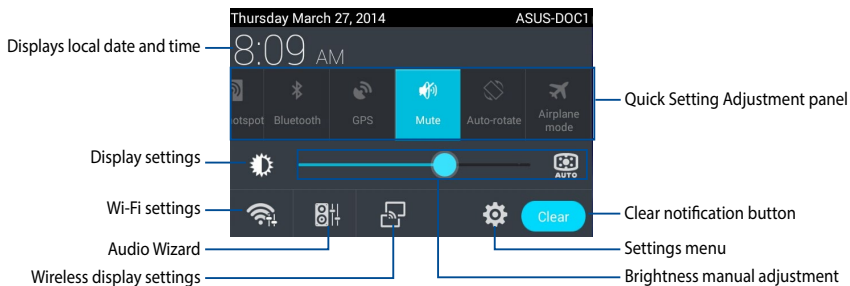 Thursday March 27, 2014 ASUS-DOC1
Displays local date and time
8:09 AM
otspot Bluetooth GPS Mute Auto-rotate Airplane mode
Quick Setting Adjustment panel
Display settings
AUTO
Wi-Fi settings
Clear
Clear notification button
Audio Wizard
Settings menu
Wireless display settings
Brightness manual adjustment